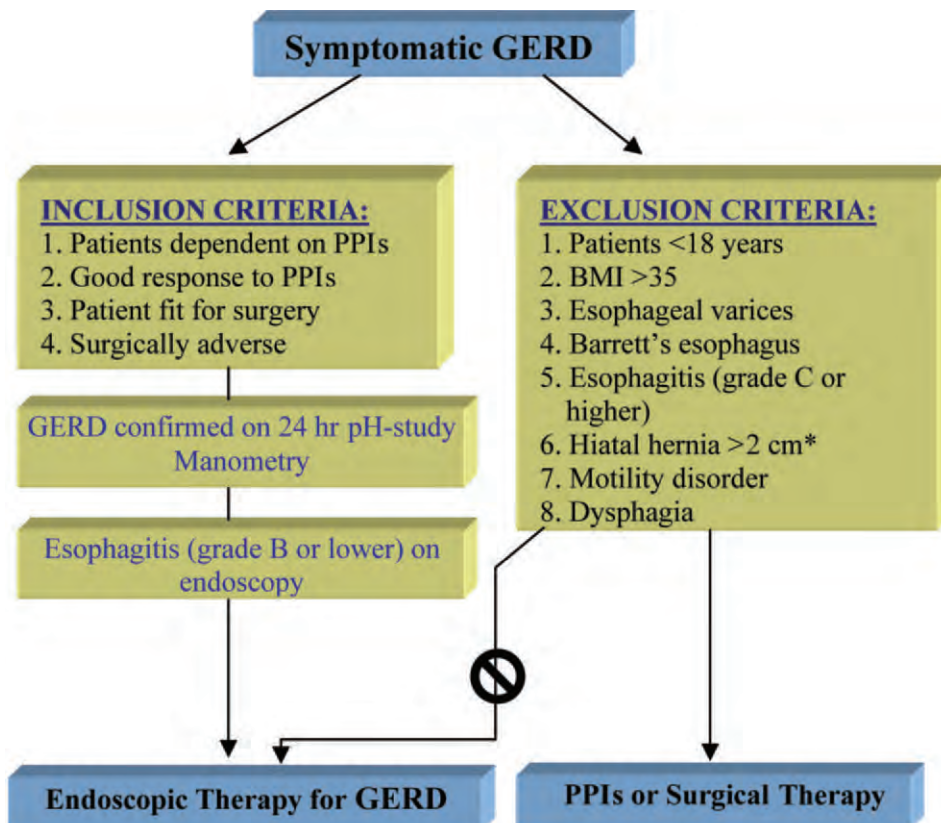 Symptomatic GERD
INCLUSION CRITERIA:
1. Patients dependent on PPIs
2. Good response to PPIs
3. Patient fit for surgery
4. Surgically adverse
GERD confirmed on 24 hr pH-study
Manometry
Esophagitis (grade B or lower) on
endoscopy
EXCLUSION CRITERIA:
1. Patients <18 years
2. BMI >35
3. Esophageal varices
4. Barrett’s esophagus
5. Esophagitis (grade C or
higher)
6. Hiatal hernia >2 cm*
7. Motility disorder
8. Dysphagia
Endoscopic Therapy for GERD
PPIs or Surgical Therapy